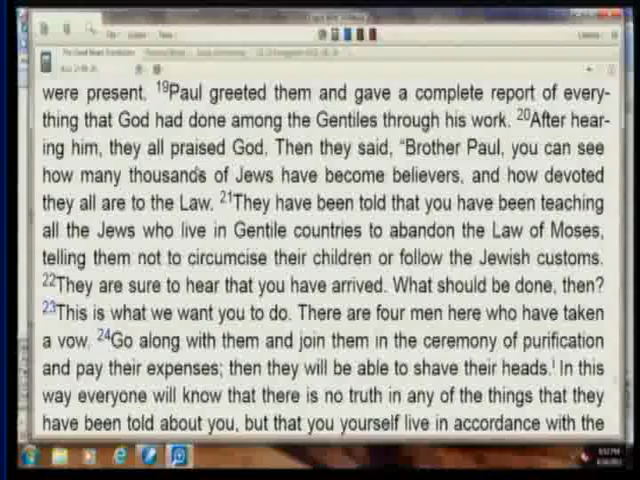 were present. 19Paul greeted them and gave a complete report of every-
thing that God had done among the Gentiles through his work. 20After hear-
ing him, they all praised God. Then they said, “Brother Paul, you can see
how many thousands of Jews have become believers, and how devoted
they all are to the Law. 21They have been told that you have been teaching
all the Jews who live in Gentile countries to abandon the Law of Moses,
telling them not to circumcise their children or follow the Jewish customs.
22They are sure to hear that you have arrived. What should be done, then?
23This is what we want you to do. There are four men here who have taken
a vow. 24Go along with them and join them in the ceremony of purification
and pay their expenses; then they will be able to shave their heads. In this
way everyone will know that there is no truth in any of the things that they
have been told about you, but that you yourself live in accordance with the